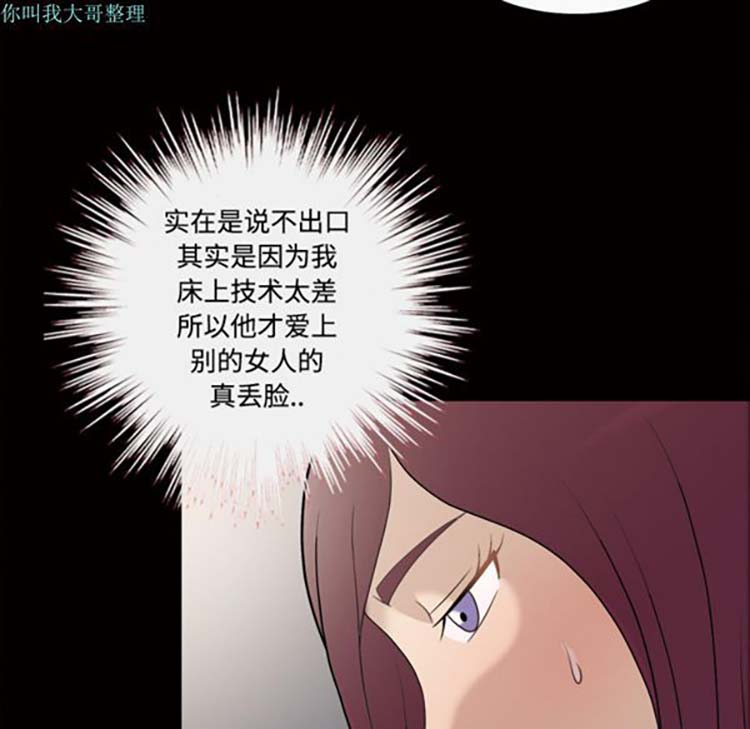 你叫我大哥整理
实在是说不出口
其实是因为我
床上技术太差
所以他才爱上
别的女人的
真丢脸..